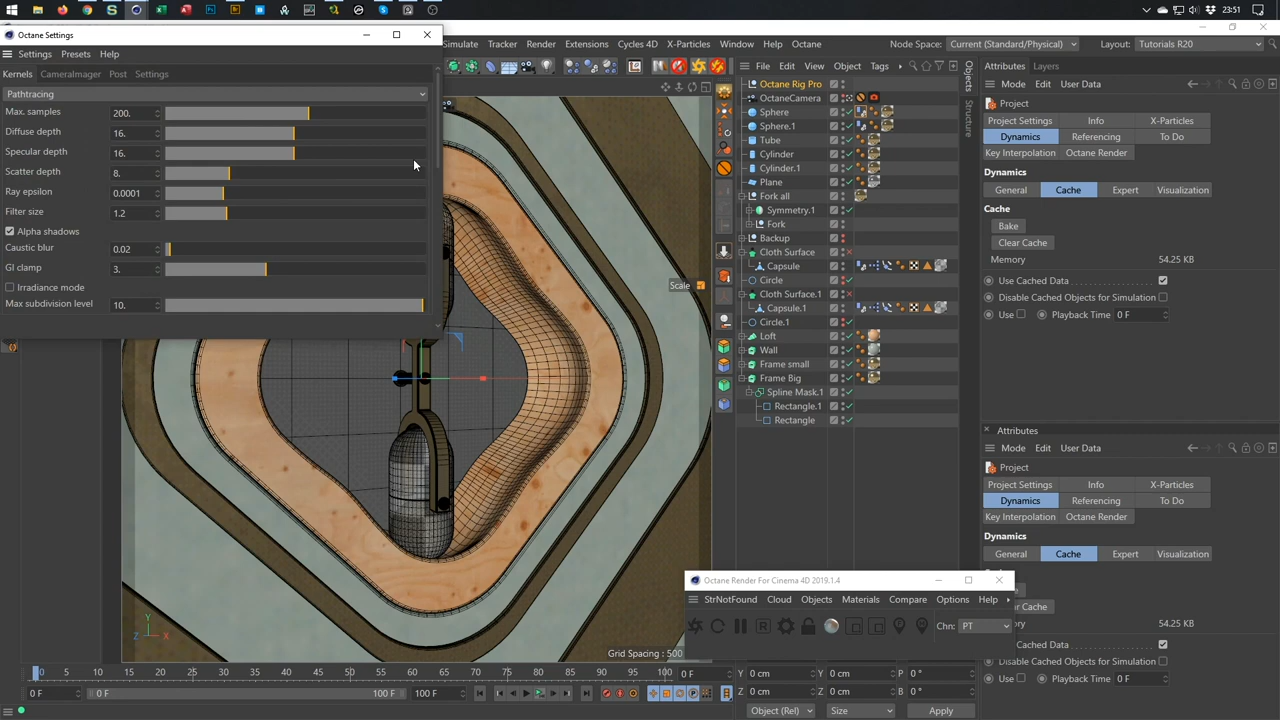 23:51
Octane Settings
Settings Presets Help
Kernels CameraImager Post Settings
Pathtracing
Max. samples 200.
Diffuse depth 16.
Specular depth 16.
Scatter depth 8.
Ray epsilon 0.0001
Filter size 1.2
Alpha shadows
Caustic blur 0.02
GI clamp 3.
Irradiance mode
Max subdivision level 10.
Simulate Tracker Render Extensions Cycles 4D X-Particles Window Help Octane
Node Space: Current (Standard/Physical) Layout: Tutorials R20
File Edit View Object Tags
Octane Rig Pro
OctaneCamera
Sphere
Sphere.1
Tube
Cylinder
Cylinder.1
Plane
Fork all
Symmetry.1
Fork
Backup
Cloth Surface
Capsule
Circle
Cloth Surface.1
Capsule.1
Circle.1
Loft
Wall
Frame small
Frame Big
Spline Mask.1
Rectangle.1
Rectangle
Objects
Structure
Attributes Layers
Mode Edit User Data
Project
Project Settings Info X-Particles
Dynamics Referencing To Do
Key Interpolation Octane Render
Dynamics
General Cache Expert Visualization
Cache
Bake
Clear Cache
Memory 54.25 KB
Use Cached Data
Disable Cached Objects for Simulation
Use Playback Time 0 F
Attributes
Mode Edit User Data
Project
Project Settings Info X-Particles
Dynamics Referencing To Do
Key Interpolation Octane Render
Dynamics
General Cache Expert Visualization
ar Cache
ry 54.25 KB
Cached Data
Disable Cached Objects for Simulation
Use Playback Time 0 F
Scale
Grid Spacing : 500
Y
Z X
Octane Render For Cinema 4D 2019.1.4
StrNotFound Cloud Objects Materials Compare Options Help
Chn: PT
0 5 10 15 20 25 30 35 40 45 50 55 60 65 70 75 80 85 90 95 100 0 F
0 F 0 F 100 F 100 F
Y 0 cm Y 0 cm P 0 °
Z 0 cm Z 0 cm B 0 °
Object (Rel) Size Apply